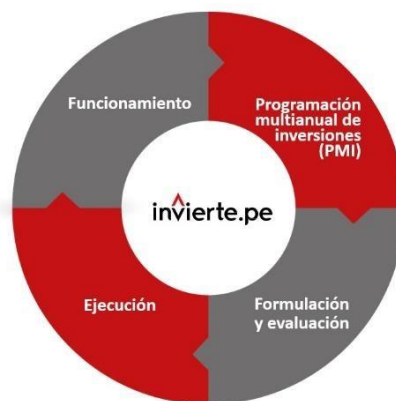 Funcionamiento
Programación
multianual de
inversiones
(PMI)
invierte.pe
Ejecución
Formulación
y evaluación